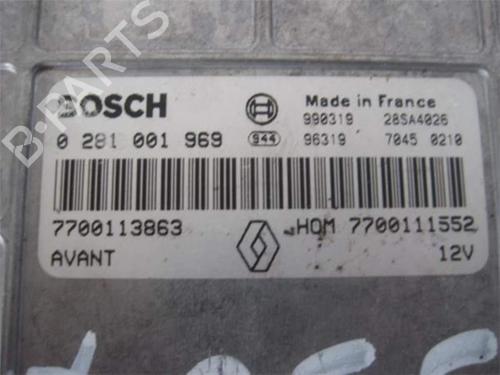 B-PARTS
BOSCH
Made in France
990319 28SA4026
0 281 001 969 944 96319 7045 0210
7700113863 HOM 7700111552
AVANT 12V